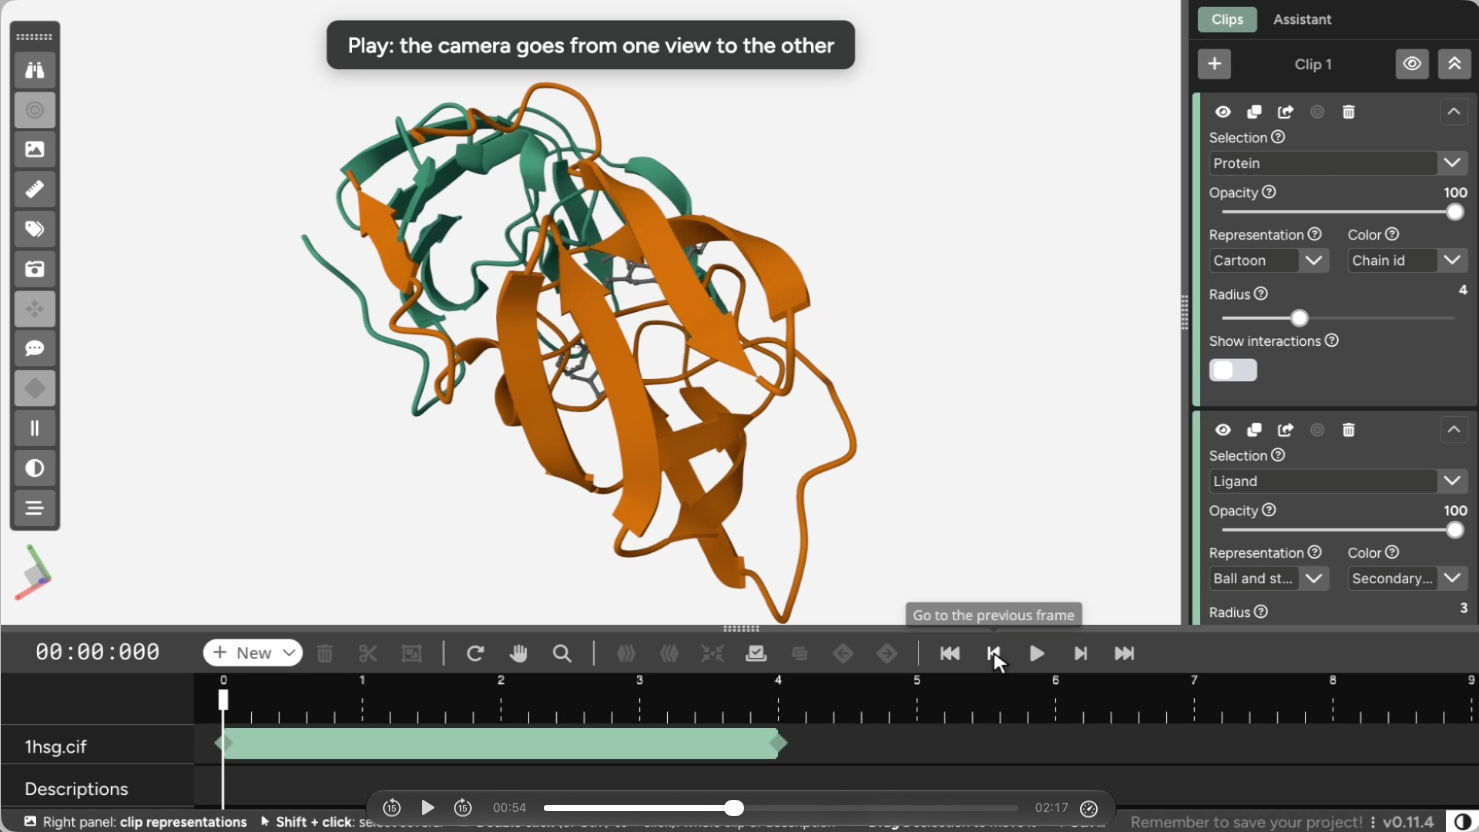 Play: the camera goes from one view to the other
Clips Assistant
Clip 1
Selection
Protein
Opacity 100
Representation Color
Cartoon Chain id
Radius 4
Show interactions
Selection
Ligand
Opacity 100
Representation Color
Ball and st... Secondary...
Radius 3
Go to the previous frame
00:00:000 New
0 1 2 3 4 5 6 7 8 9
1hsg.cif
Descriptions
15 15 00:54 02:17
Right panel: clip representations Shift + click: Remember to save your project! v0.11.4